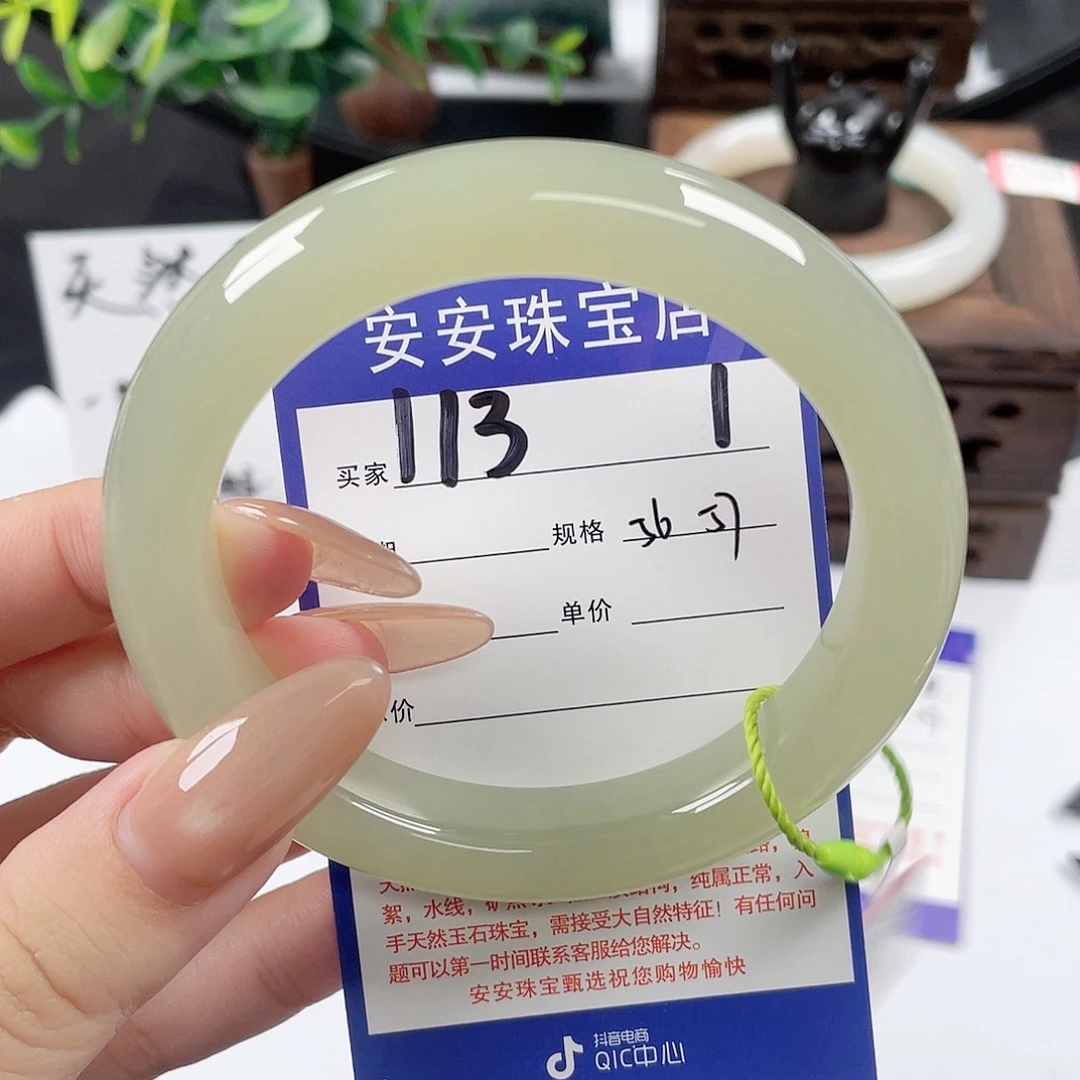 天然
安安珠宝店
买家 113 1
规格 56 57
单价
价
絮，水线，纯属正常，入
手天然玉石珠宝，需接受大自然特征！有任何问
题可以第一时间联系客服给您解决。
安安珠宝甄选祝您购物愉快
抖音电商
QIC中心